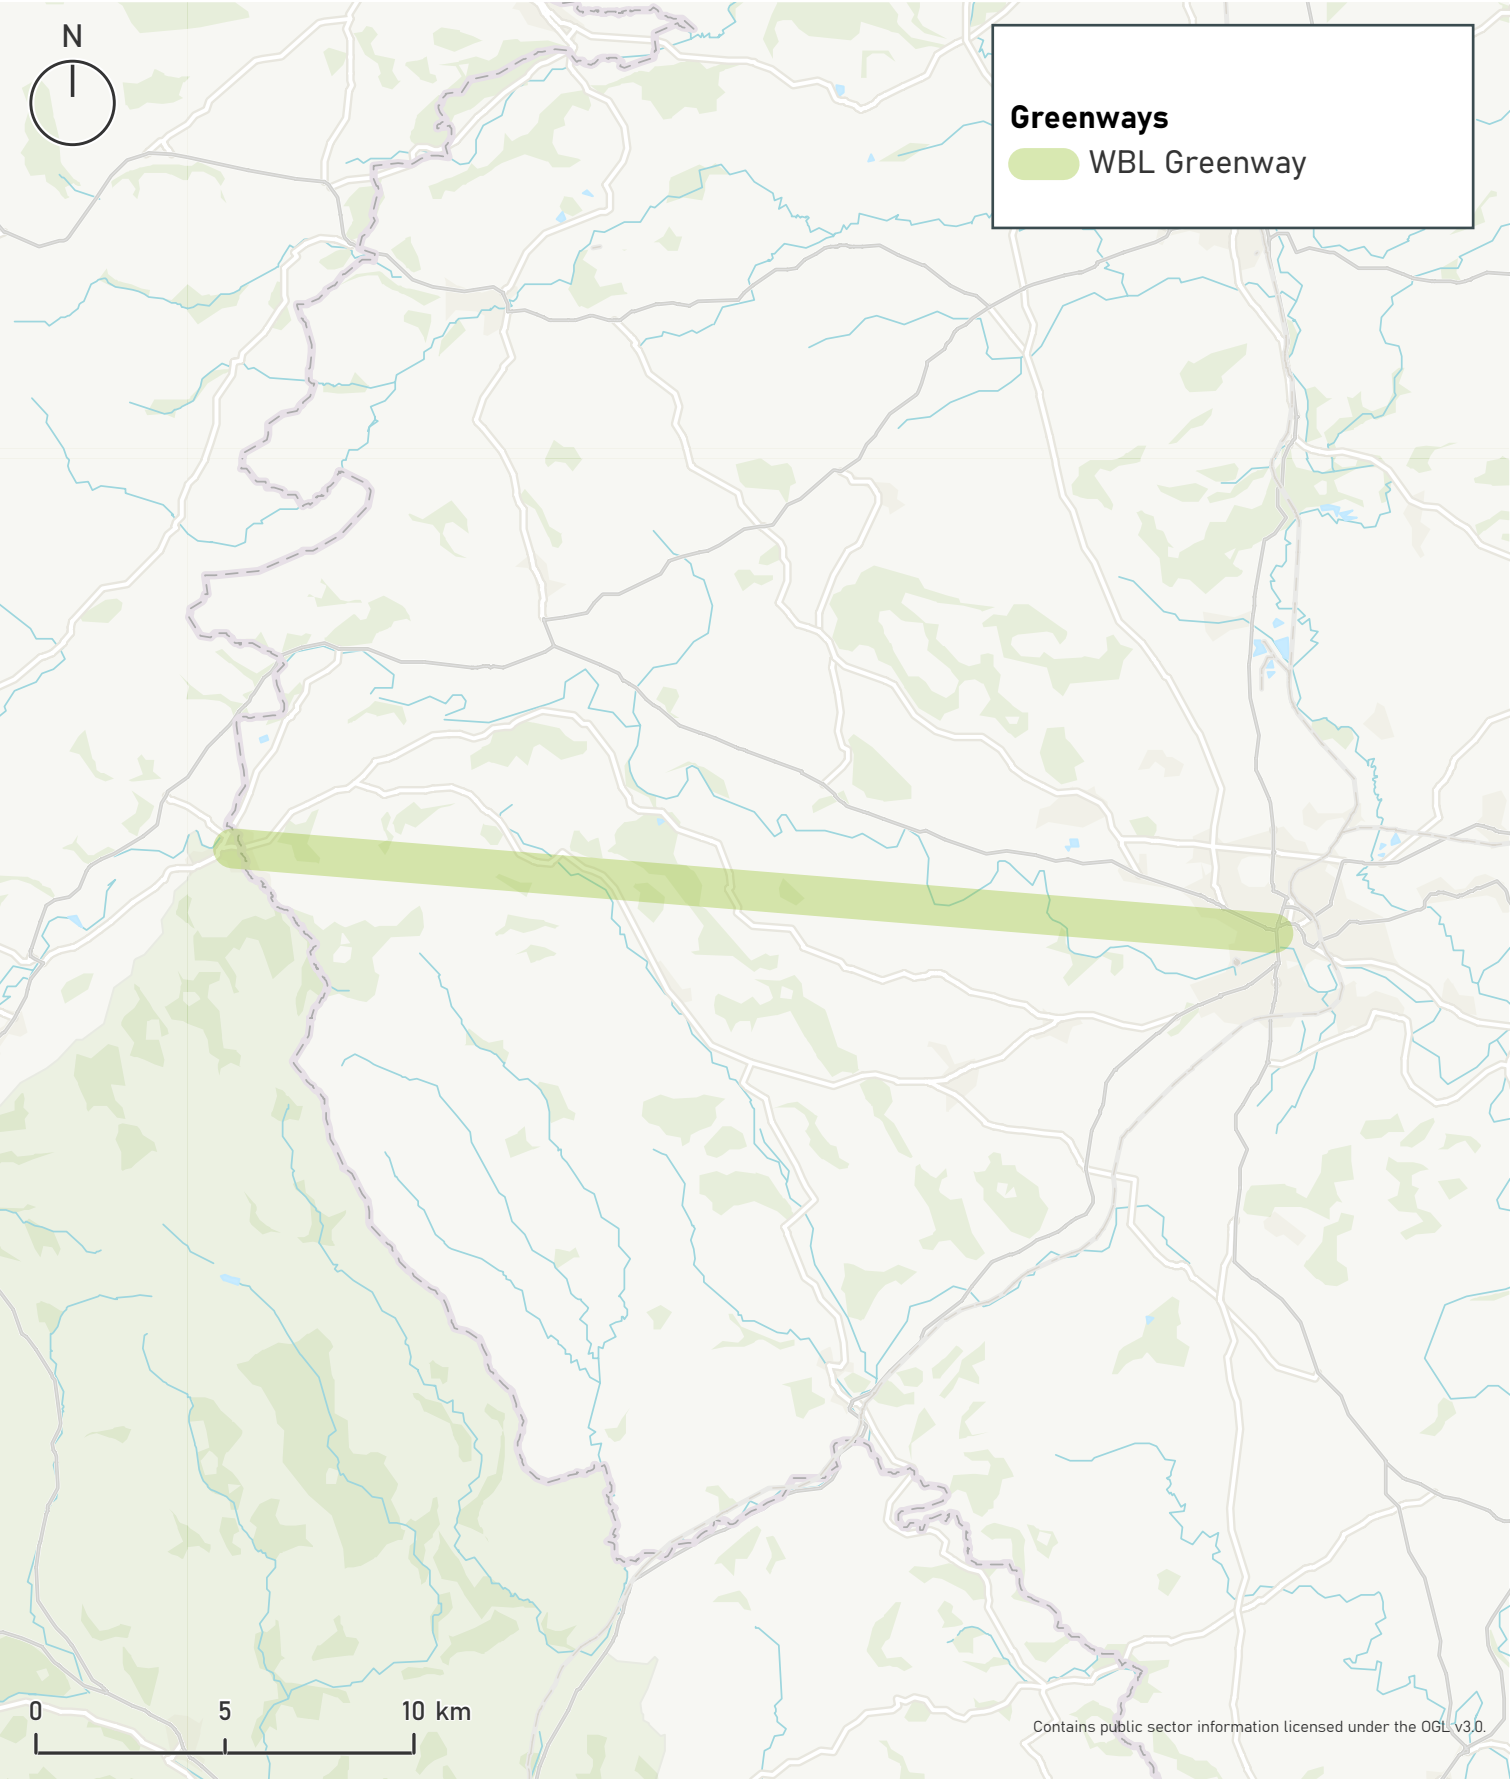 N
Greenways
WBL Greenway
0 5 10 km
Contains public sector information licensed under the OGL v3.0.